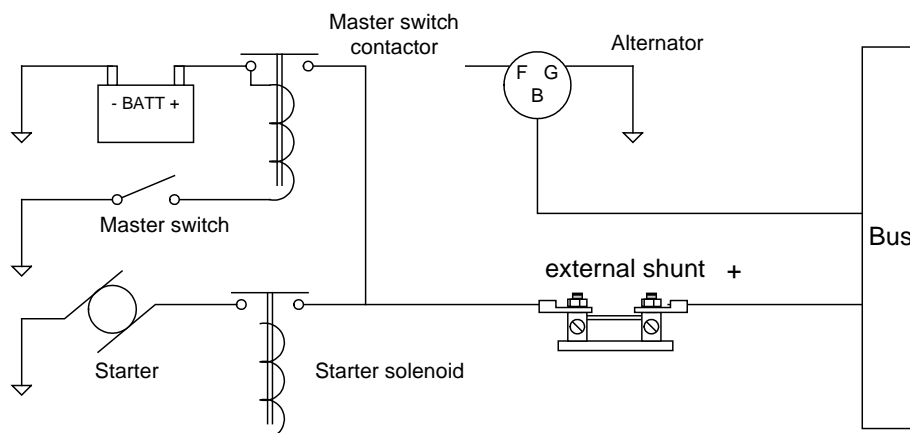 Master switch
contactor
Alternator
F G
B
- BATT +
Master switch
Bus
external shunt +
Starter
Starter solenoid